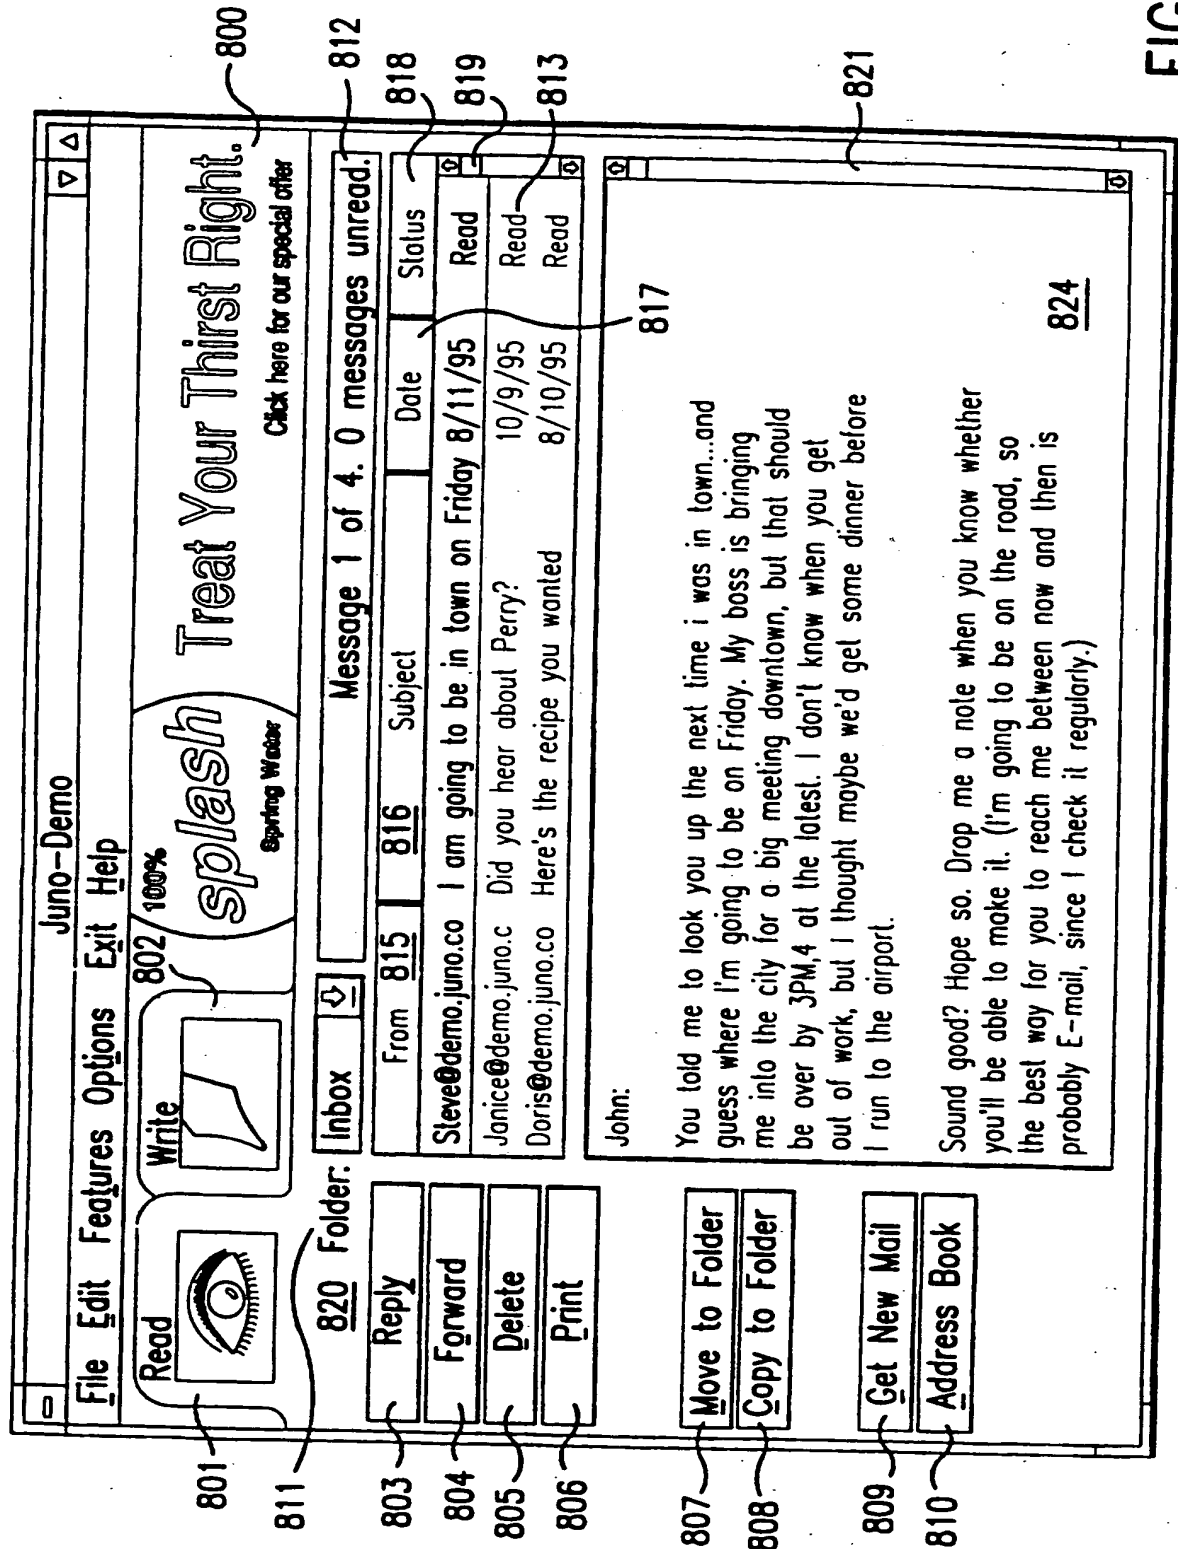 Juno-Demo
File Edit Features Options Exit Help
Read
Write
802
100%
splash
Spring Water
Treat Your Thirst Right.
Click here for our special offer
800
801
811
820 Folder: Inbox
Message 1 of 4. 0 messages unread.
812
From 815 816 Subject Date Status
818
Steve@demo.juno.co I am going to be in town on Friday 8/11/95 Read
819
Janice@demo.juno.c Did you hear about Perry? 10/9/95 Read
813
Doris@demo.juno.co Here's the recipe you wanted 8/10/95 Read
803 Reply
804 Forward
805 Delete
806 Print
817
821
John:
You told me to look you up the next time i was in town...and
guess where I'm going to be on Friday. My boss is bringing
me into the city for a big meeting downtown, but that should
be over by 3PM,4 at the latest. I don't know when you get
out of work, but I thought maybe we'd get some dinner before
I run to the airport.
Sound good? Hope so. Drop me a note when you know whether
you'll be able to make it. (I'm going to be on the road, so
the best way for you to reach me between now and then is
probably E-mail, since I check it regularly.)
824
807 Move to Folder
808 Copy to Folder
809 Get New Mail
810 Address Book